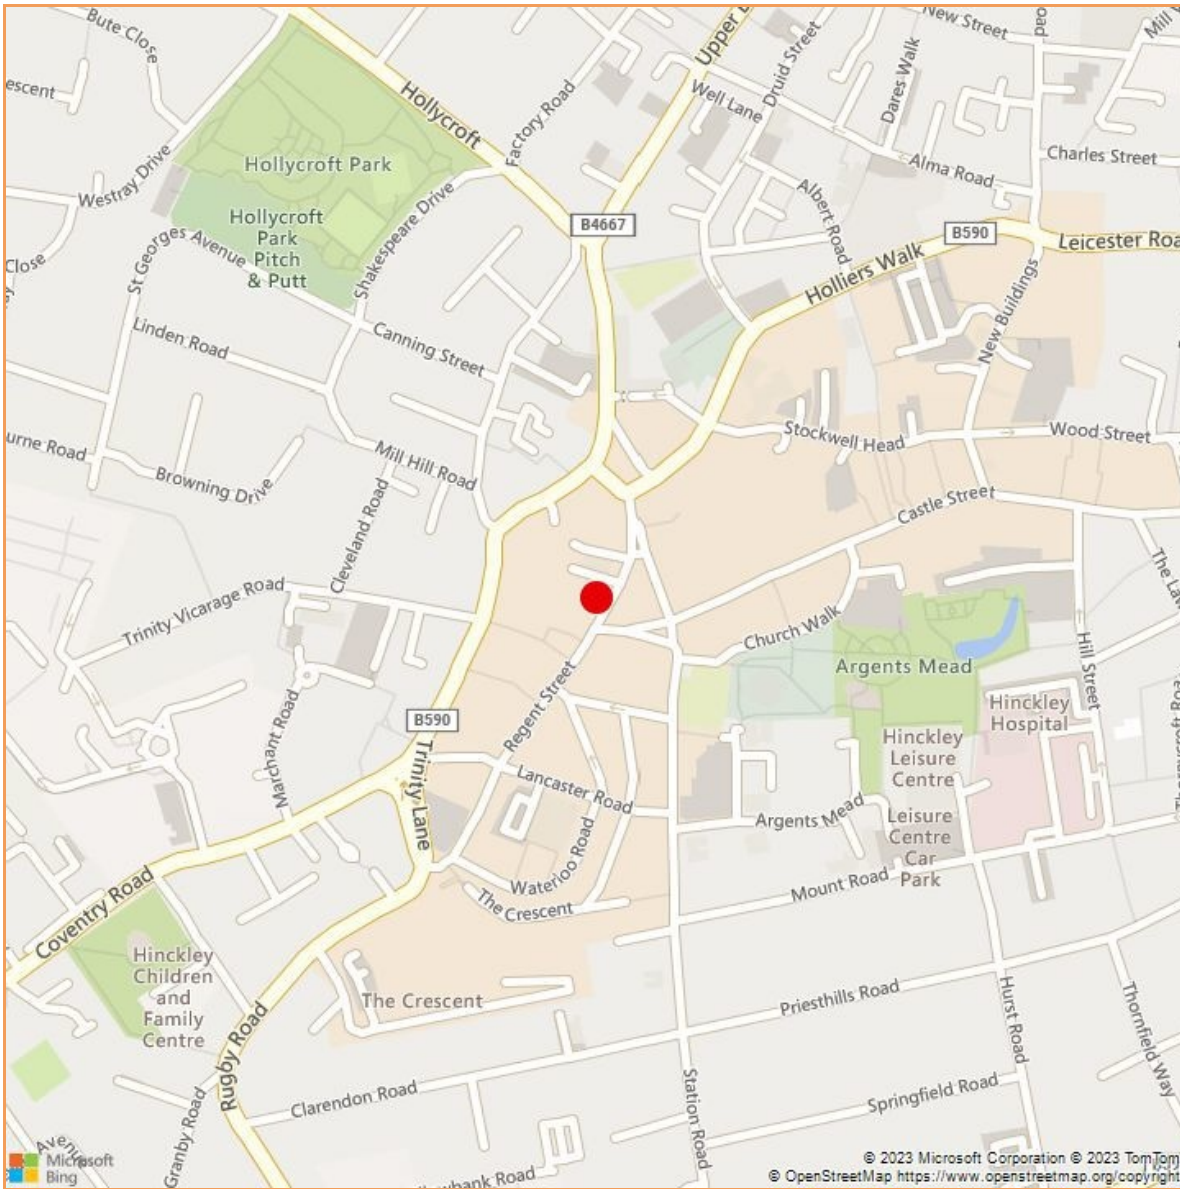 Bute Close
New Street
Mill
Upper
Druid Street
Dares Walk
escent
Hollycroft
Factory Road
Well Lane
Hollycroft Park
Charles Street
Alma Road
Westray Drive
Albert Road
Hollycroft
Park
Pitch
& Putt
St Georges Avenue
Shakespeare Drive
B4667
B590
Leicester Roa
Close
Holliers Walk
New Buildings
Linden Road
Canning Street
Stockwell Head
Wood Street
urne Road
Mill Hill Road
Browning Drive
Castle Street
Cleveland Road
Trinity Vicarage Road
Church Walk
Argents Mead
Hill Street
Regent Street
Hinckley
Hospital
B590
Marchant Road
Trinity Lane
Hinckley
Leisure
Centre
Lancaster Road
Argents Mead
Leisure
Centre
Car
Park
Waterloo Road
Mount Road
The Crescent
Coventry Road
Hinckley
Children
and
Family
Centre
The Crescent
Priesthills Road
Hurst Road
Thornfield Way
Rugby Road
Clarendon Road
Station Road
Springfield Road
Granby Road
Avenue
Microsoft
Bing
© 2023 Microsoft Corporation © 2023 TomTom
© OpenStreetMap https://www.openstreetmap.org/copyright